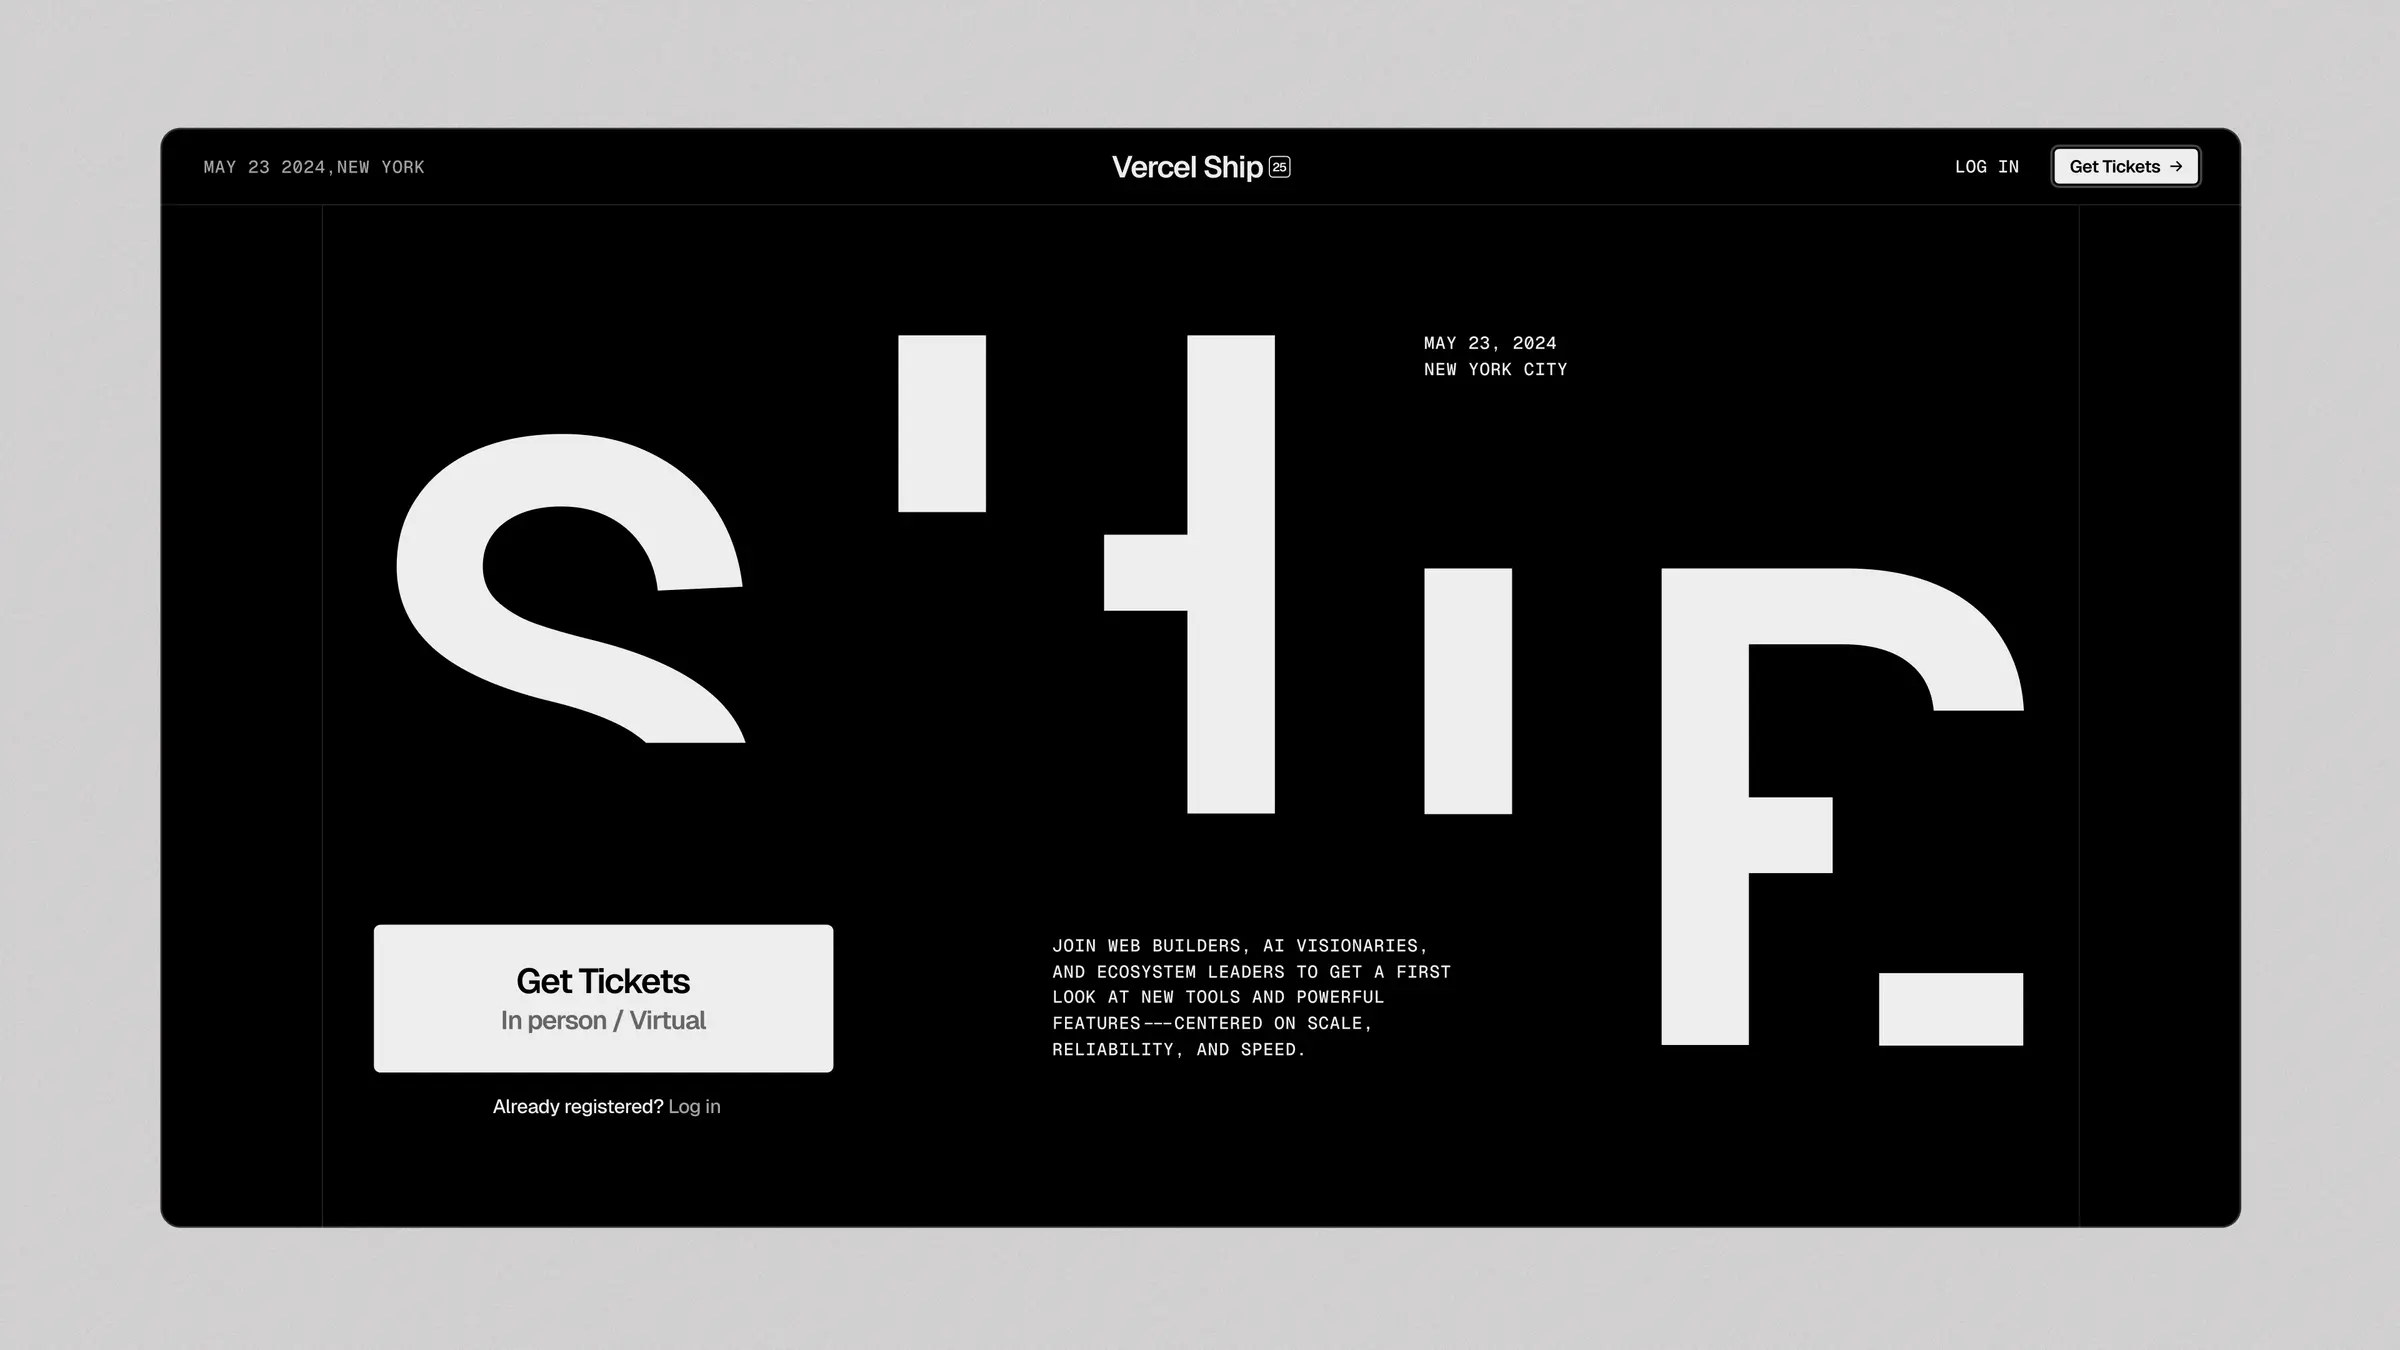 MAY 23 2024,NEW YORK
Vercel Ship 25
LOG IN
Get Tickets →
MAY 23, 2024
NEW YORK CITY
SHIP
Get Tickets
In person / Virtual
JOIN WEB BUILDERS, AI VISIONARIES,
AND ECOSYSTEM LEADERS TO GET A FIRST
LOOK AT NEW TOOLS AND POWERFUL
FEATURES---CENTERED ON SCALE,
RELIABILITY, AND SPEED.
Already registered? Log in